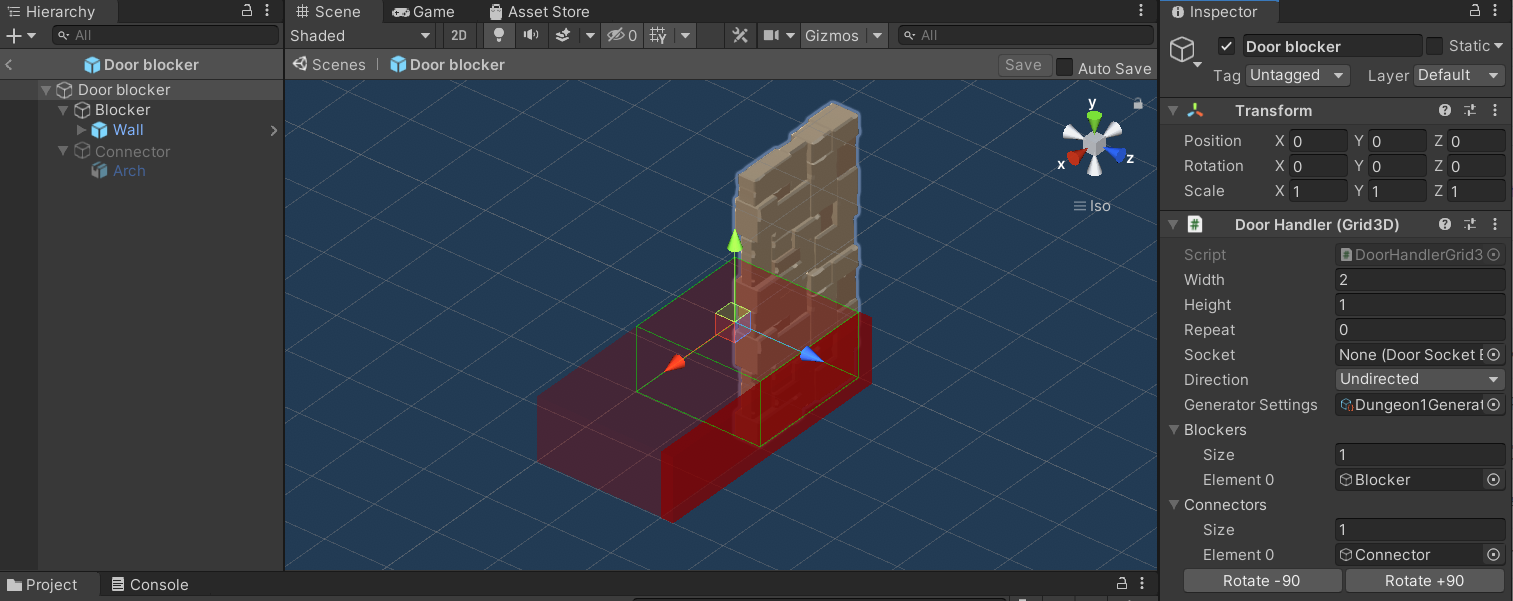 Hierarchy
All
Door blocker
Door blocker
Blocker
Wall
Connector
Arch
Scene Game Asset Store
Shaded 2D 0 Gizmos All
Scenes | Door blocker Save Auto Save
y
x
z
Iso
Inspector
Door blocker Static
Tag Untagged Layer Default
Transform
Position X 0 Y 0 Z 0
Rotation X 0 Y 0 Z 0
Scale X 1 Y 1 Z 1
# Door Handler (Grid3D)
Script # DoorHandlerGrid3
Width 2
Height 1
Repeat 0
Socket None (Door Socket E
Direction Undirected
Generator Settings Dungeon1Generat
Blockers
Size 1
Element 0 Blocker
Connectors
Size 1
Element 0 Connector
Rotate -90 Rotate +90
Project Console